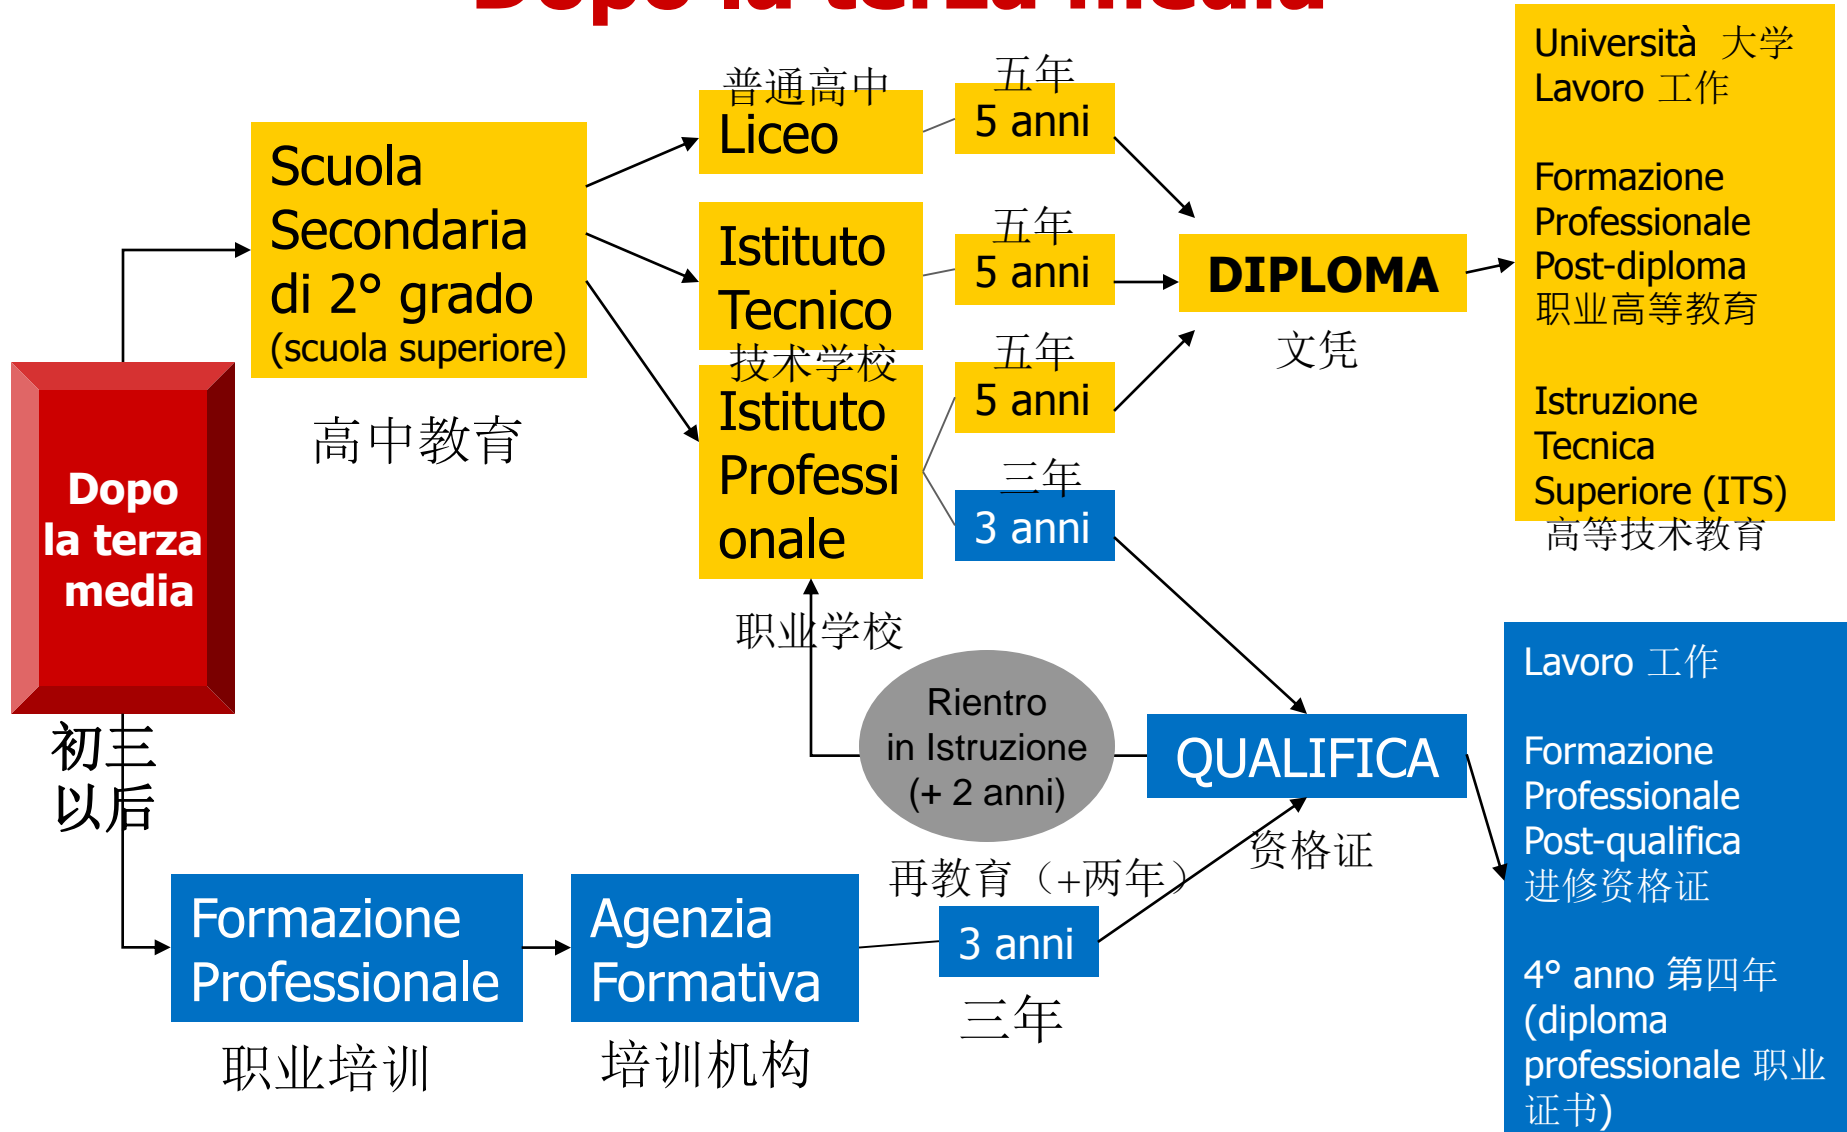 Dopo la terza media
普通高中
Liceo
五年
5 anni
Università 大学
Lavoro 工作
Formazione
Professionale
Post-diploma
职业高等教育
Istruzione
Tecnica
Superiore (ITS)
高等技术教育
Scuola
Secondaria
di 2° grado
(scuola superiore)
高中教育
Istituto
Tecnico
技术学校
五年
5 anni
DIPLOMA
文凭
Istituto
Professi
onale
职业学校
五年
5 anni
三年
3 anni
Dopo
la terza
media
初三
以后
Rientro
in Istruzione
(+ 2 anni)
再教育（+两年）
QUALIFICA
资格证
Lavoro 工作
Formazione
Professionale
Post-qualifica
进修资格证
4° anno 第四年
(diploma
professionale 职业
证书)
Formazione
Professionale
职业培训
Agenzia
Formativa
培训机构
3 anni
三年